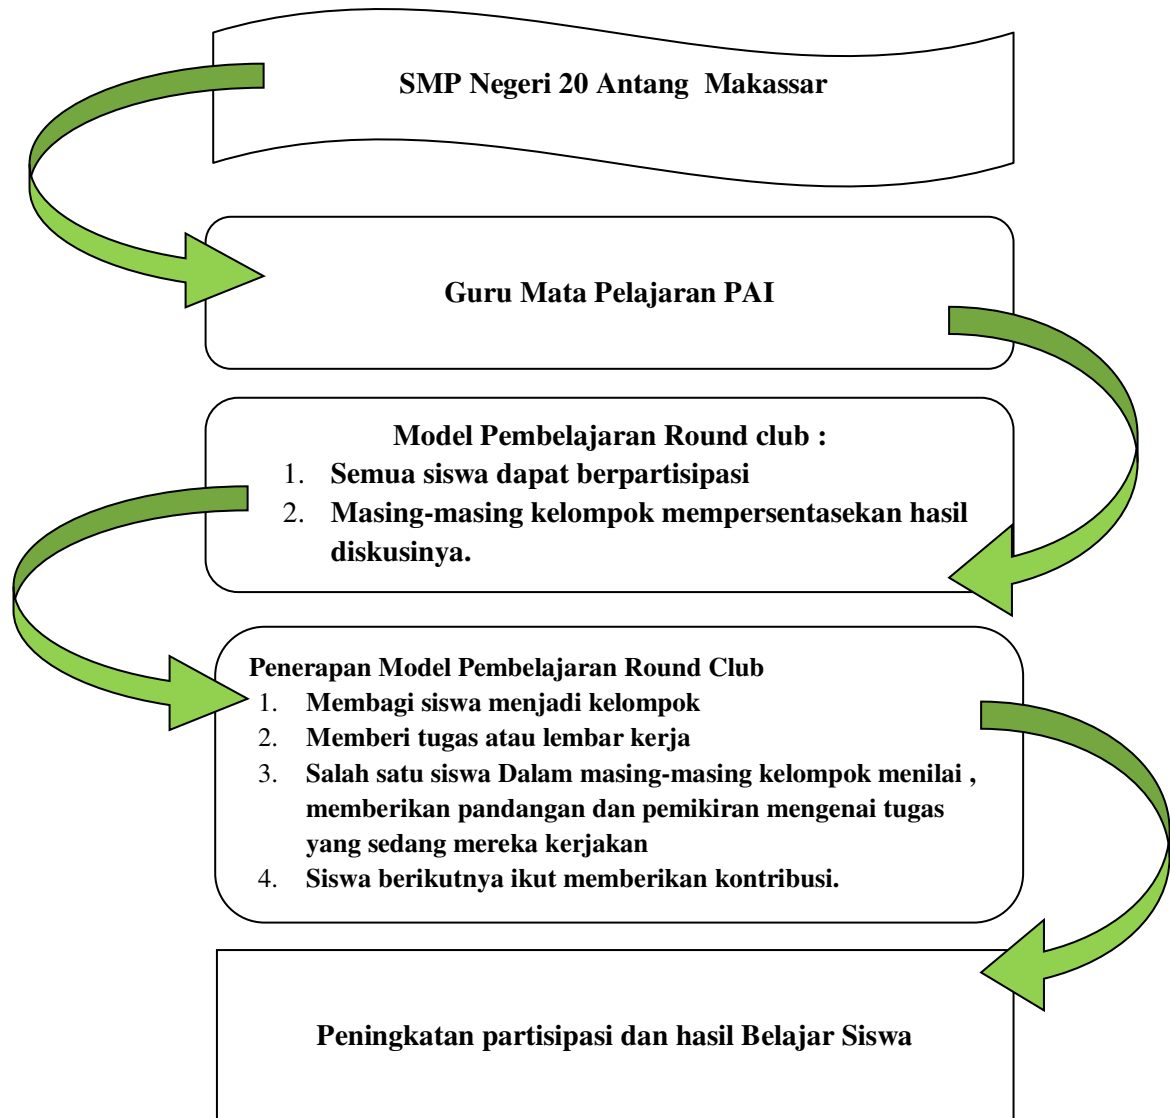 SMP Negeri 20 Antang  Makassar
Guru Mata Pelajaran PAI
Model Pembelajaran Round club :
1. Semua siswa dapat berpartisipasi
2. Masing-masing kelompok mempersentasekan hasil
diskusinya.
Penerapan Model Pembelajaran Round Club
1. Membagi siswa menjadi kelompok
2. Memberi tugas atau lembar kerja
3. Salah satu siswa Dalam masing-masing kelompok menilai ,
memberikan pandangan dan pemikiran mengenai tugas
yang sedang mereka kerjakan
4. Siswa berikutnya ikut memberikan kontribusi.
Peningkatan partisipasi dan hasil Belajar Siswa